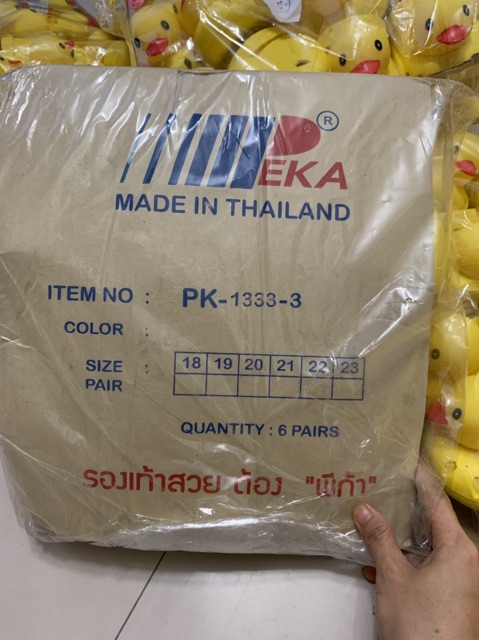 PEKA ®
MADE IN THAILAND
ITEM NO : PK-1333-3
COLOR :
SIZE : 18 19 20 21 22 23
PAIR
QUANTITY : 6 PAIRS
รองเท้าสวย ต้อง "พีก้า"